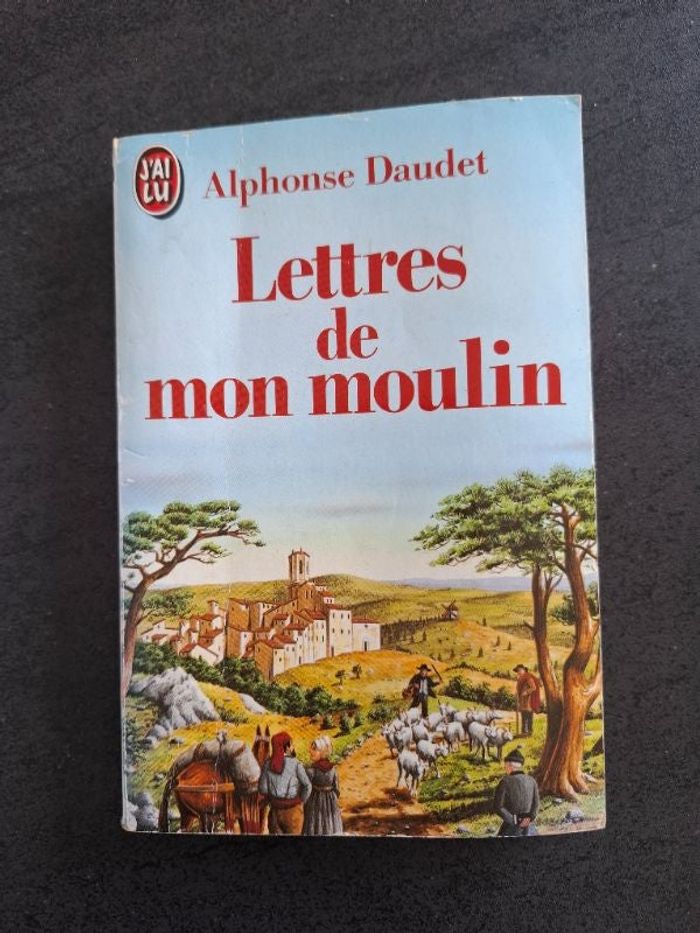 J'AI
LU
Alphonse Daudet
Lettres
de
mon moulin